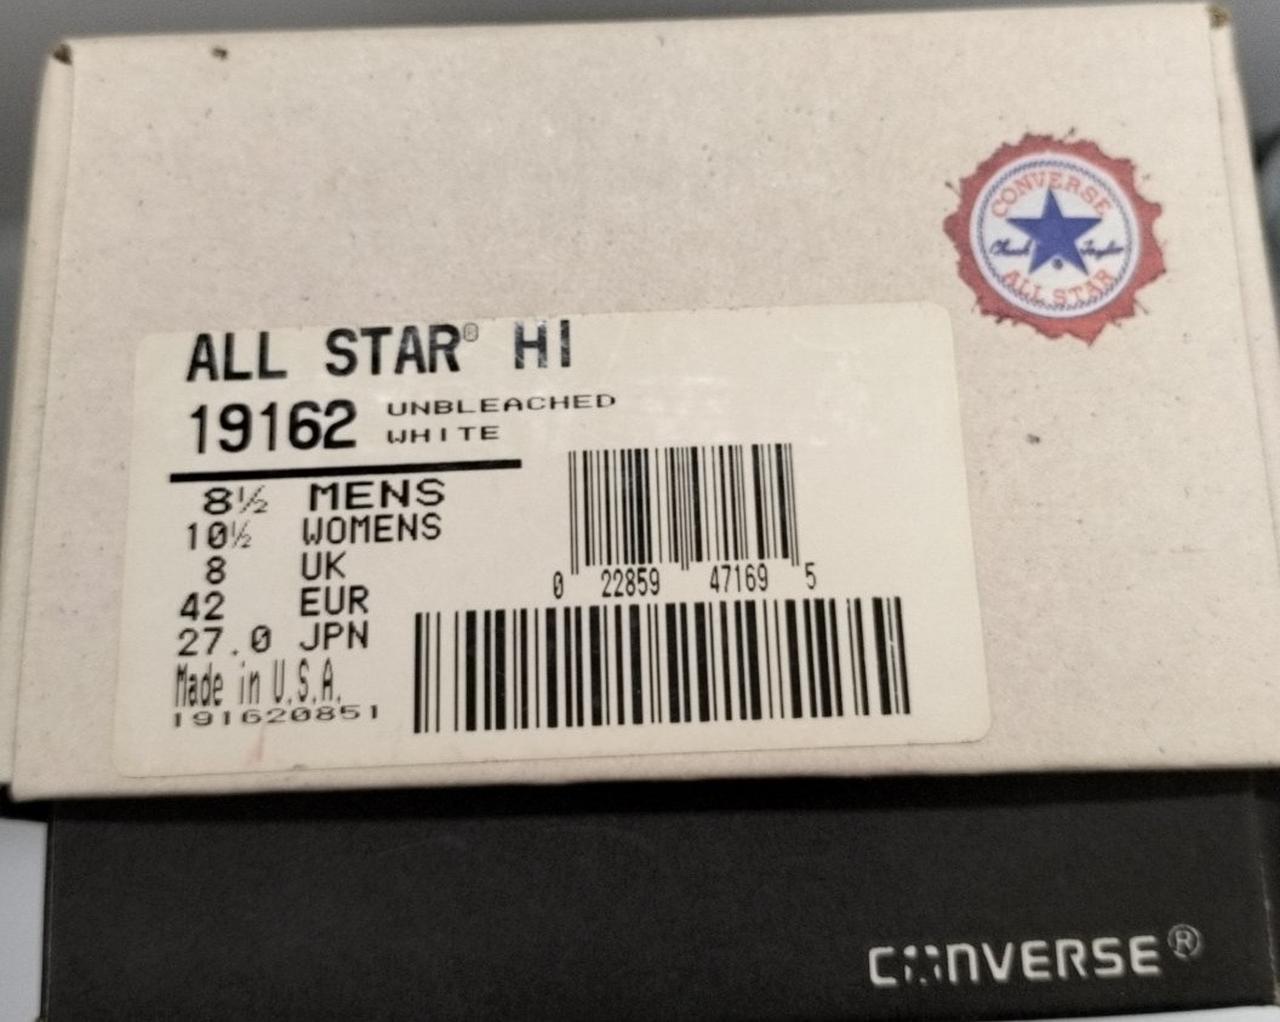 CONVERSE
Chuck Taylor
®
ALL STAR
ALL STAR® HI
19162 UNBLEACHED
WHITE
8½ MENS
10½ WOMENS
8 UK
42 EUR
27.0 JPN
Made in U.S.A.
191620851
0 22859 47169 5
CONVERSE®